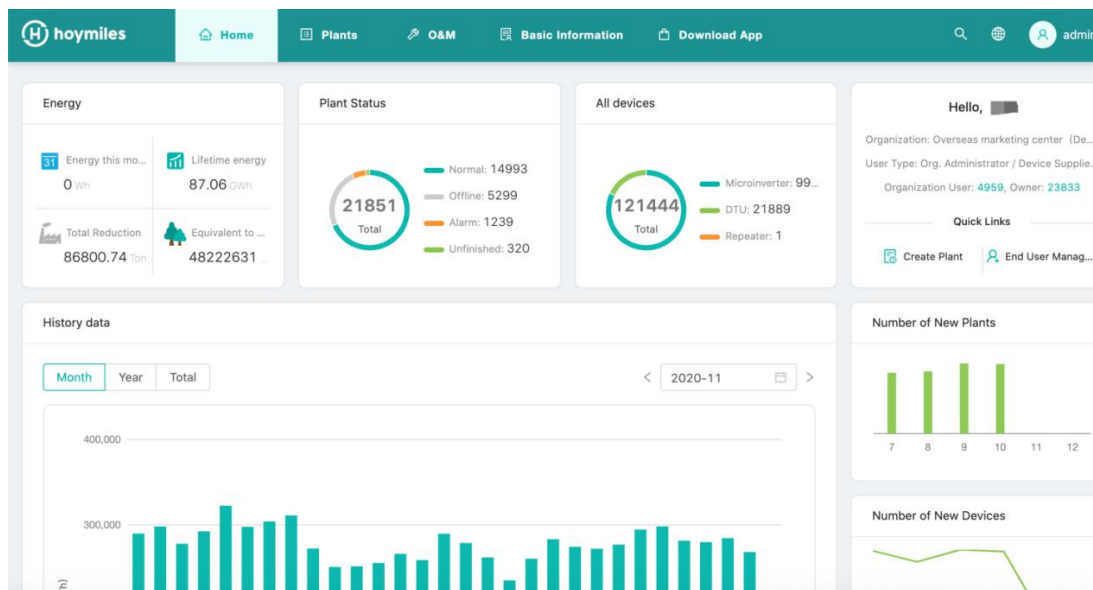 hoymiles
Home
Plants
O&M
Basic Information
Download App
admin
Energy
31
Energy this mo...
0 Wh
Lifetime energy
87.06 GWh
Total Reduction
86800.74 Ton
Equivalent to ...
48222631 ...
Plant Status
21851
Total
Normal: 14993
Offline: 5299
Alarm: 1239
Unfinished: 320
All devices
121444
Total
Microinverter: 99...
DTU: 21889
Repeater: 1
Hello,
Organization: Overseas marketing center (De...
User Type: Org. Administrator / Device Supplie...
Organization User: 4959, Owner: 23833
Quick Links
Create Plant
End User Manag...
History data
Month
Year
Total
< 2020-11 >
400,000
300,000
Number of New Plants
7 8 9 10 11 12
Number of New Devices